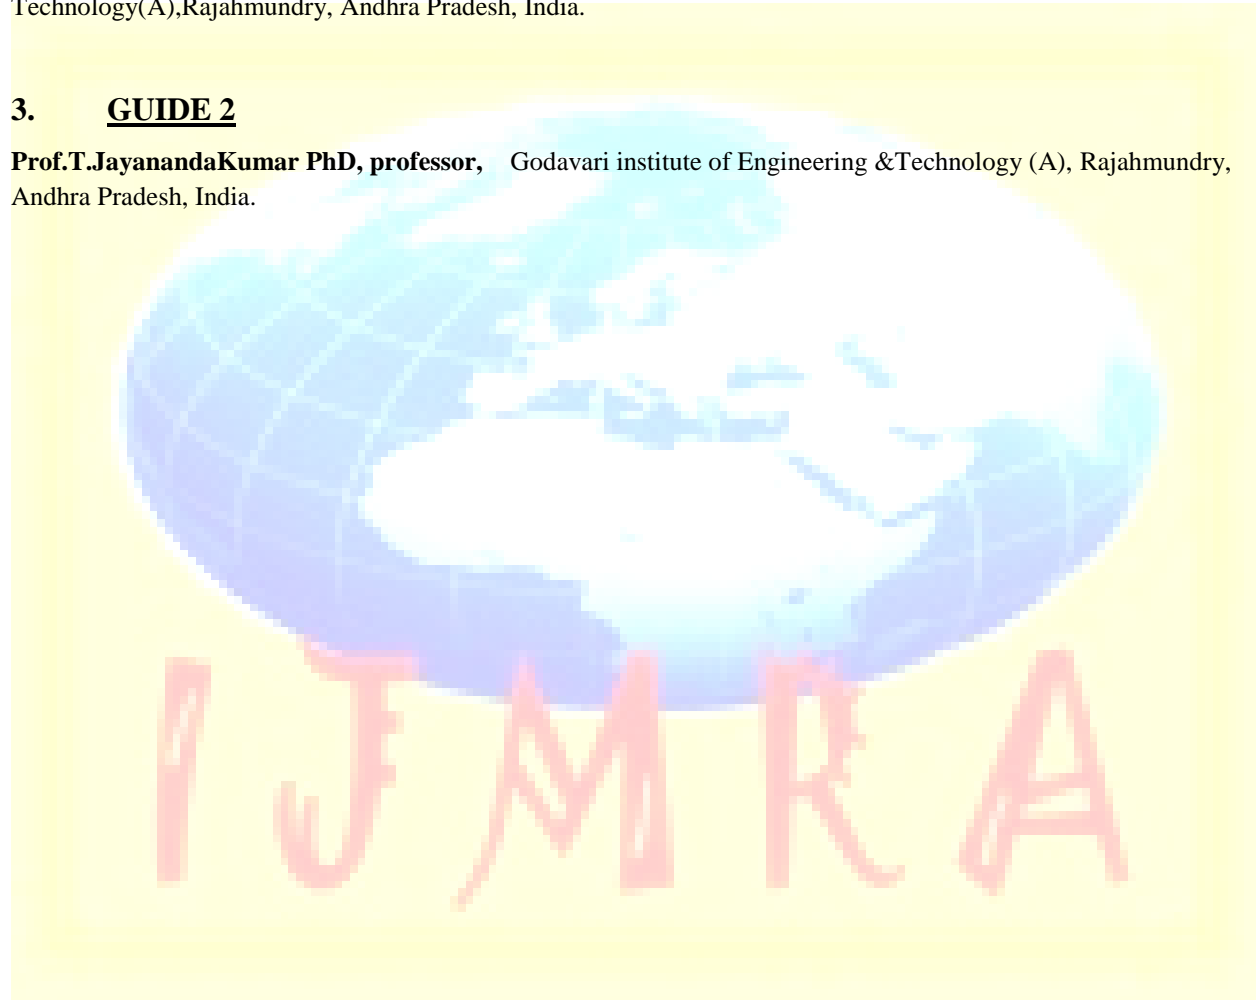 Technology(A),Rajahmundry, Andhra Pradesh, India.
3. GUIDE 2
Prof.T.JayanandaKumar PhD, professor, Godavari institute of Engineering &Technology (A), Rajahmundry,
Andhra Pradesh, India.
IJMRA